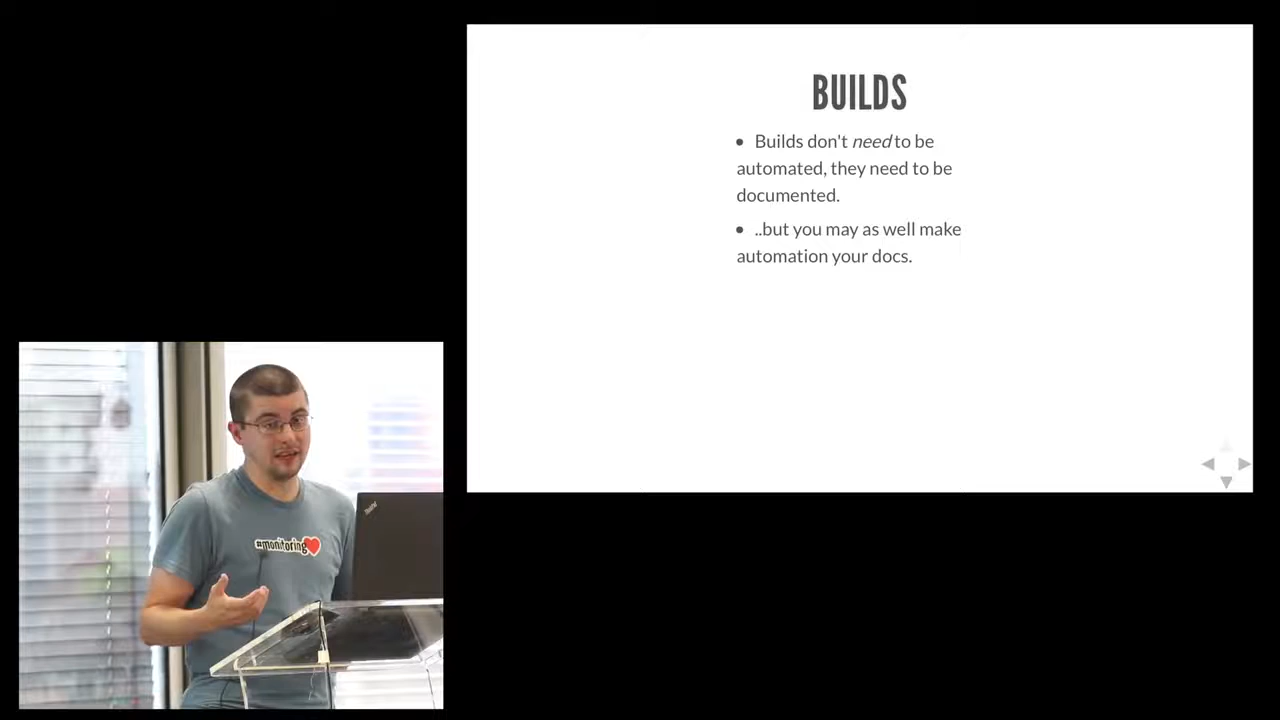 BUILDS
• Builds don't need to be
automated, they need to be
documented.
• ..but you may as well make
automation your docs.
#monitoring
ThinkPad